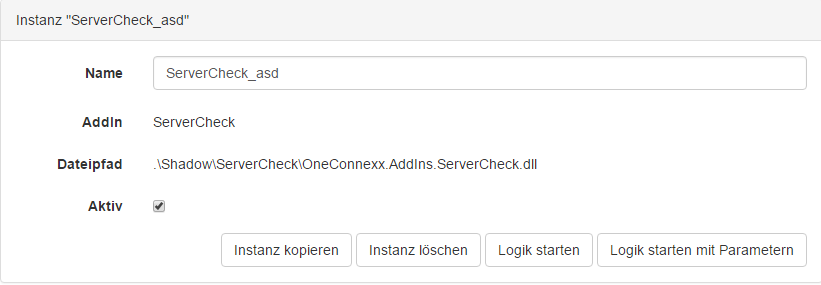 Instanz "ServerCheck_asd"
Name ServerCheck_asd
AddIn ServerCheck
Dateipfad .\Shadow\ServerCheck\OneConnexx.AddIns.ServerCheck.dll
Aktiv
Instanz kopieren Instanz löschen Logik starten Logik starten mit Parametern